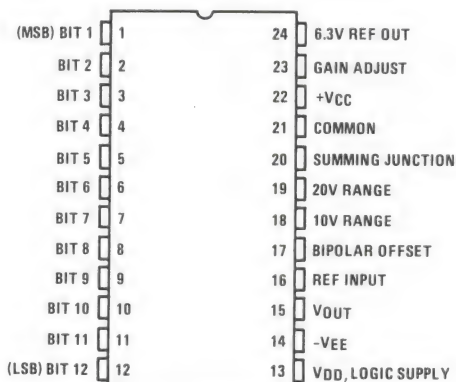 (MSB) BIT 1 1 24 6.3V REF OUT
BIT 2 2 23 GAIN ADJUST
BIT 3 3 22 +VCC
BIT 4 4 21 COMMON
BIT 5 5 20 SUMMING JUNCTION
BIT 6 6 19 20V RANGE
BIT 7 7 18 10V RANGE
BIT 8 8 17 BIPOLAR OFFSET
BIT 9 9 16 REF INPUT
BIT 10 10 15 VOUT
BIT 11 11 14 -VEE
(LSB) BIT 12 12 13 VDD, LOGIC SUPPLY